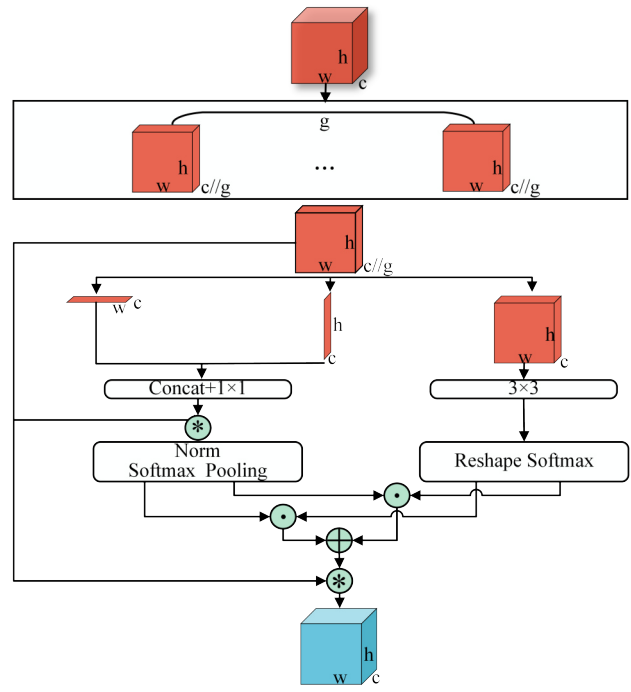 h
w
c
g
h
w
c//g
...
h
w
c//g
h
w
c//g
w
c
h
c
h
w
c
Concat+1×1
3×3
*
Norm
Softmax Pooling
Reshape Softmax
*
h
w
c